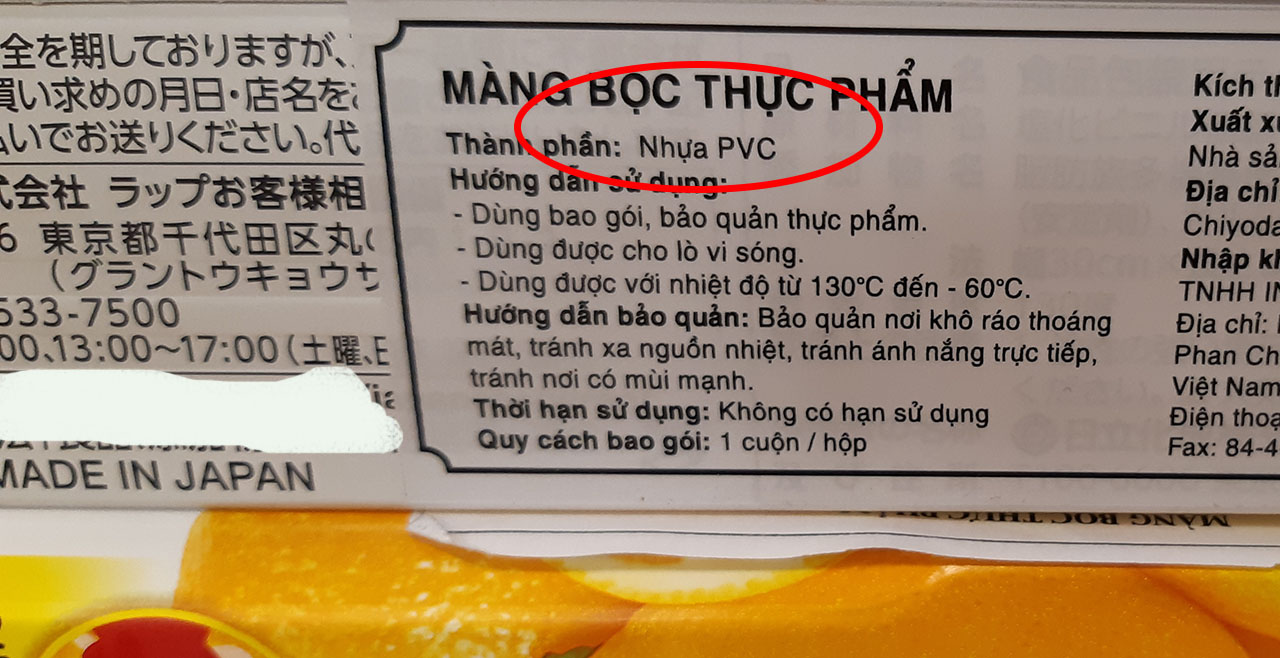 全を期しておりますが、
買い求めの月日・店名を
いでお送りください。代
式会社 ラップお客様相
6 東京都千代田区丸
(グラントウキョウサ
533-7500
00、13:00~17:00(土曜、
MADE IN JAPAN
MÀNG BỌC THỰC PHẨM
Thành phần: Nhựa PVC
Hướng dẫn sử dụng:
- Dùng bao gói, bảo quản thực phẩm.
- Dùng được cho lò vi sóng.
- Dùng được với nhiệt độ từ 130°C đến - 60°C.
Hướng dẫn bảo quản: Bảo quản nơi khô ráo thoáng
mát, tránh xa nguồn nhiệt, tránh ánh nắng trực tiếp,
tránh nơi có mùi mạnh.
Thời hạn sử dụng: Không có hạn sử dụng
Quy cách bao gói: 1 cuộn / hộp
Kích th
Xuất xu
Nhà sả
Địa chỉ
Chiyoda
Nhập kh
TNHH IN
Địa chỉ:
Phan Ch
Việt Nam
Điện thoạ
Fax: 84-4
MÀNG BỌC THỰC